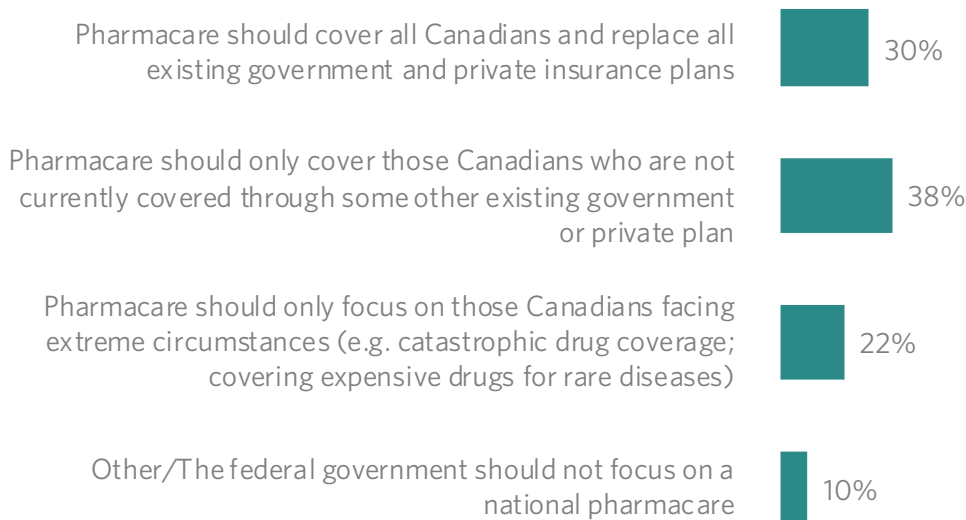 Pharmacare should cover all Canadians and replace all
existing government and private insurance plans
30%
Pharmacare should only cover those Canadians who are not
currently covered through some other existing government
or private plan
38%
Pharmacare should only focus on those Canadians facing
extreme circumstances (e.g. catastrophic drug coverage;
covering expensive drugs for rare diseases)
22%
Other/The federal government should not focus on a
national pharmacare
10%